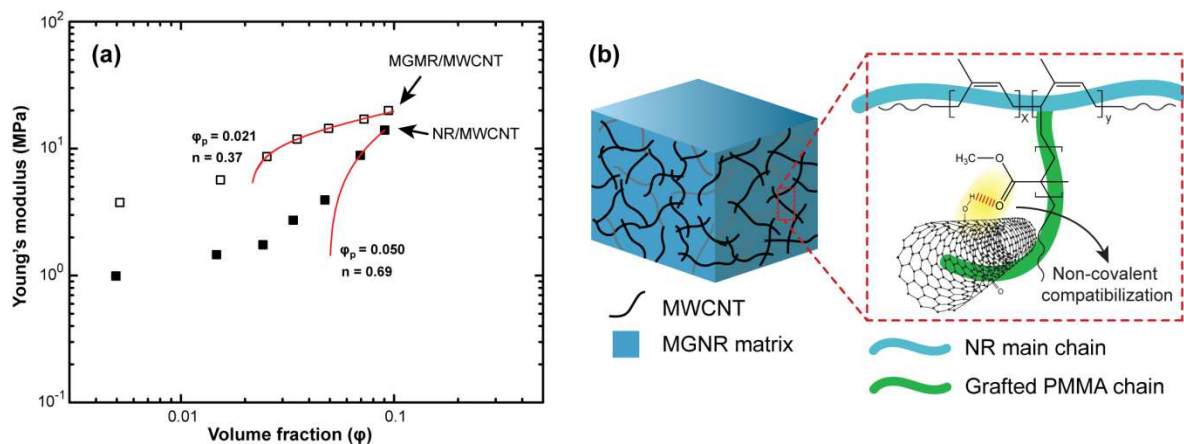 (a)
Young's modulus (MPa)
10²
10¹
10⁰
10⁻¹
0.01
0.1
Volume fraction (φ)
MGMR/MWCNT
NR/MWCNT
φp = 0.021
n = 0.37
φp = 0.050
n = 0.69
(b)
MWCNT
MGNR matrix
x
y
H₃C
O
O
H
O
O
Non-covalent
compatibilization
NR main chain
Grafted PMMA chain